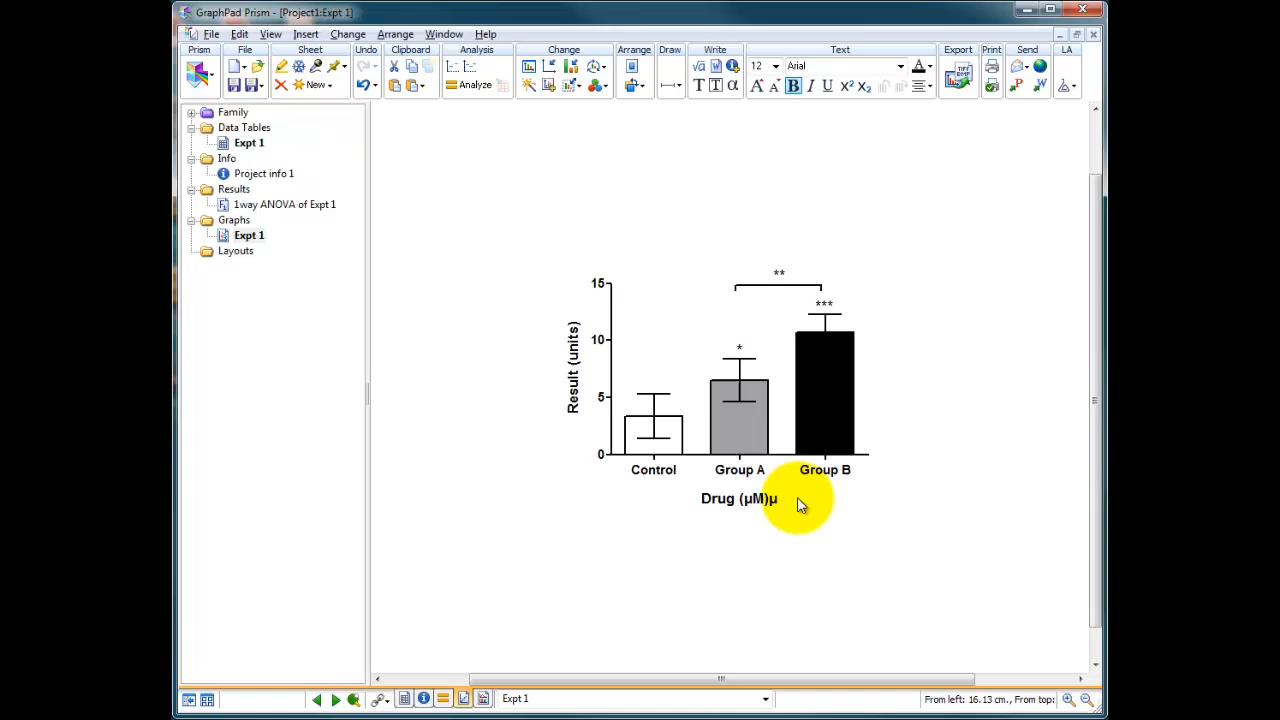 GraphPad Prism - [Project1:Expt 1]
File Edit View Insert Change Arrange Window Help
Prism File Sheet Undo Clipboard Analysis Change Arrange Draw Write Text Export Print Send LA
√α 12 Arial A
New Analyze T T α A A B I U X² X₂
Family
Data Tables
Expt 1
Info
Project info 1
Results
1way ANOVA of Expt 1
Graphs
Expt 1
Layouts
**
15
***
10
*
Result (units)
5
0
Control Group A Group B
Drug (µM)µ
Expt 1
From left: 16.13 cm., From top: